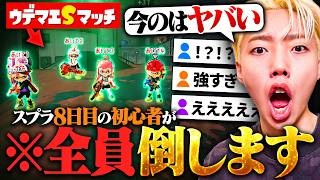 ウデマエSマッチ
今のはヤバい
!?!?
強すぎ
えええええ
スプラ8日目の初心者が
※全員倒します